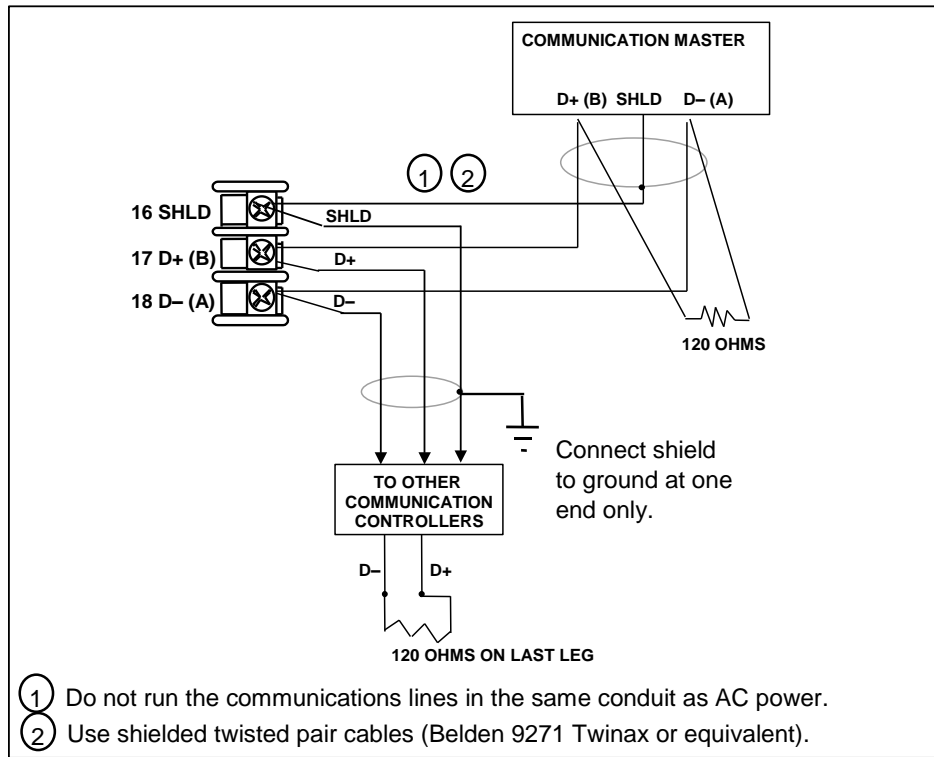 COMMUNICATION MASTER
D+ (B) SHLD D– (A)
1 2
16 SHLD
SHLD
17 D+ (B)
D+
18 D– (A)
D–
120 OHMS
Connect shield
to ground at one
end only.
TO OTHER
COMMUNICATION
CONTROLLERS
D– D+
120 OHMS ON LAST LEG
1 Do not run the communications lines in the same conduit as AC power.
2 Use shielded twisted pair cables (Belden 9271 Twinax or equivalent).